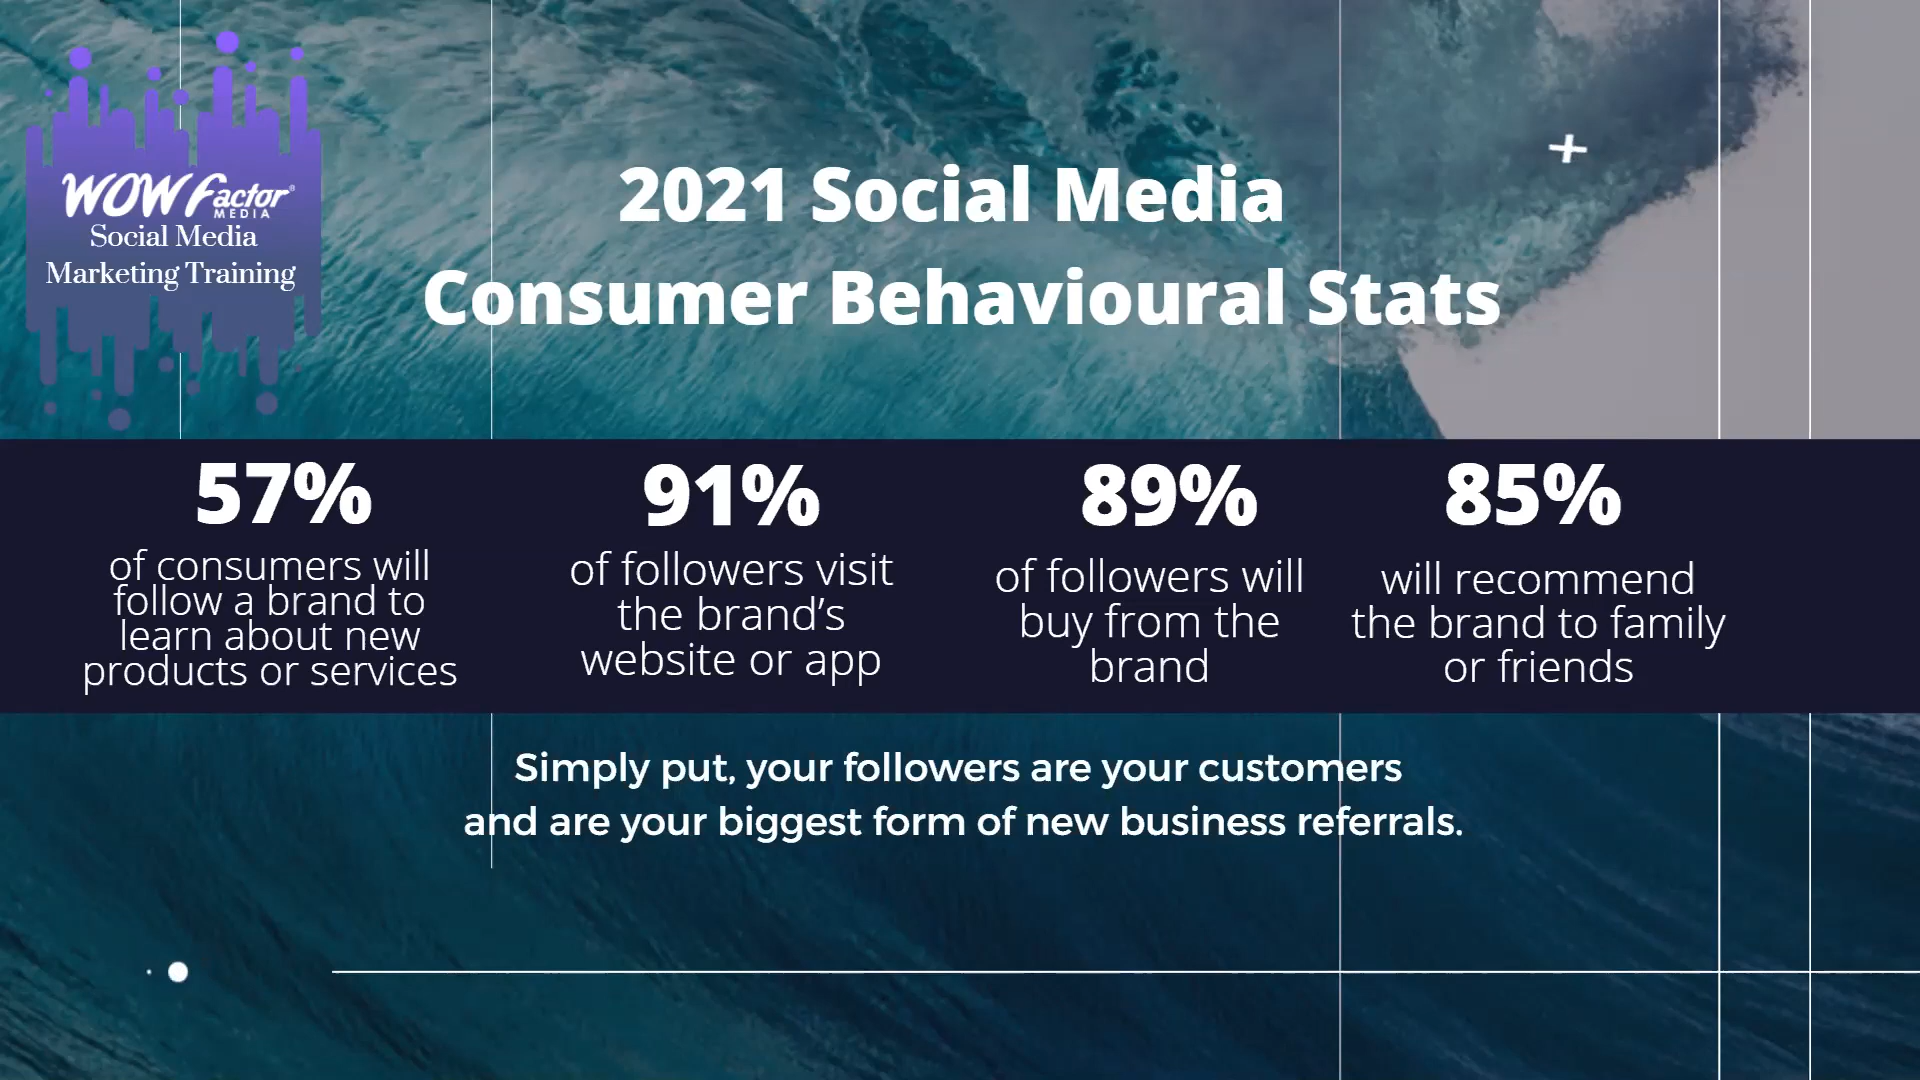 WOW Factor®
MEDIA
Social Media
Marketing Training
2021 Social Media
Consumer Behavioural Stats
57%
of consumers will
follow a brand to
learn about new
products or services
91%
of followers visit
the brand's
website or app
89%
of followers will
buy from the
brand
85%
will recommend
the brand to family
or friends
Simply put, your followers are your customers
and are your biggest form of new business referrals.